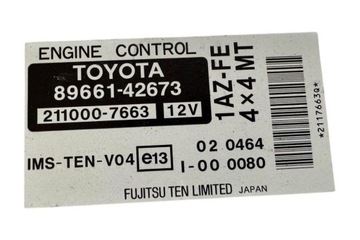 ENGINE CONTROL
TOYOTA
89661-42673
211000-7663 12V
1AZ-FE
4×4 MT
*21176630*
IMS-TEN-V04 e13
02 0464
I-00 0080
FUJITSU TEN LIMITED JAPAN